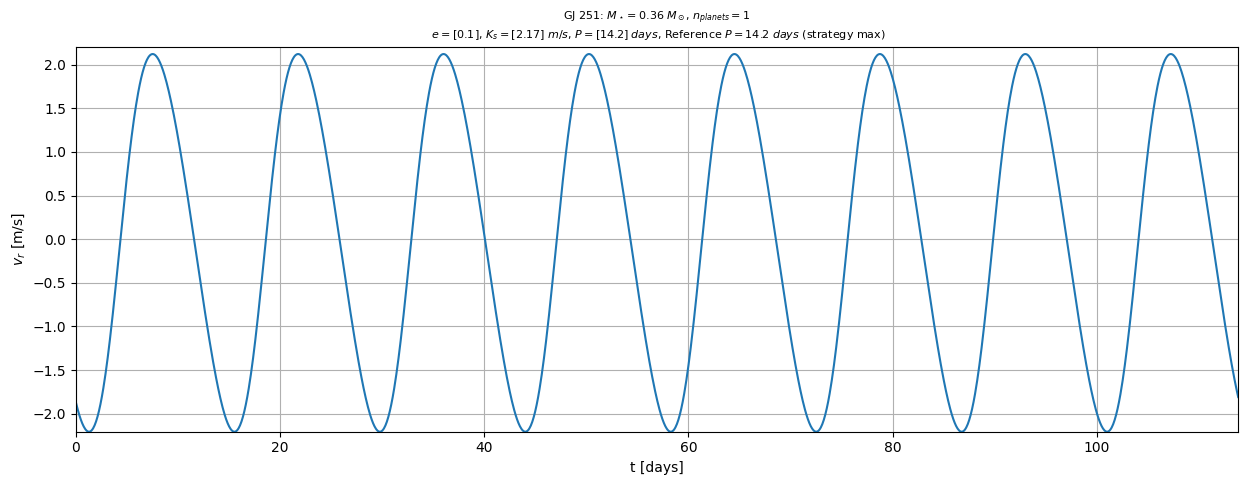 GJ 251: M⋆ = 0.36 M⊙, nplanets = 1
e = [0.1], Ks = [2.17] m/s, P = [14.2] days, Reference P = 14.2 days (strategy max)
2.0
1.5
1.0
0.5
0.0
−0.5
−1.0
−1.5
−2.0
vr [m/s]
0 20 40 60 80 100
t [days]